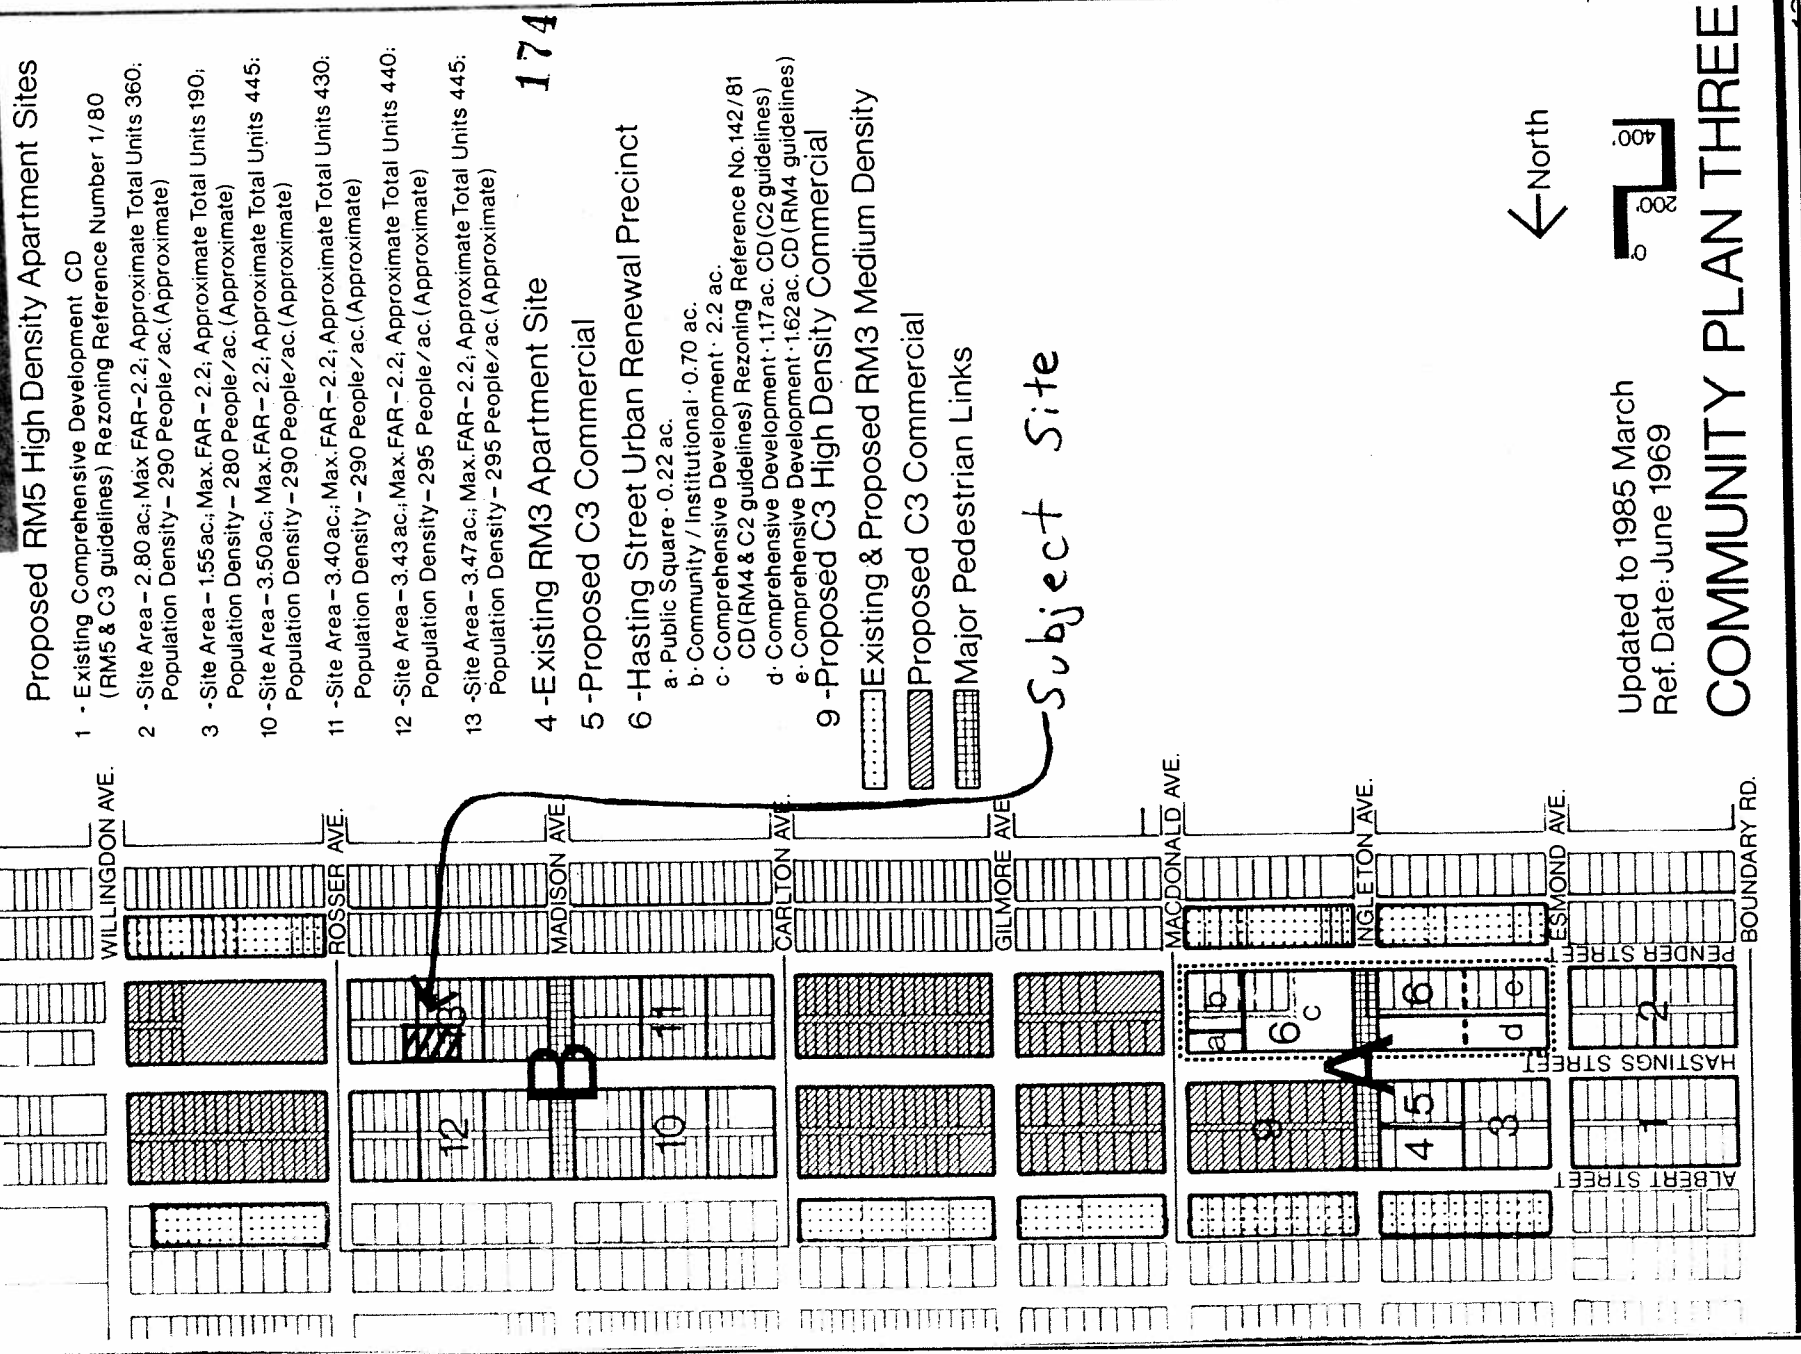 Proposed RM5 High Density Apartment Sites
1 - Existing Comprehensive Development CD
(RM5 & C3 guidelines) Rezoning Reference Number 1/80
2 -Site Area-2.80 ac.; Max FAR-2.2; Approximate Total Units 360;
Population Density-290 People/ac.(Approximate)
3 -Site Area-1.55 ac.; Max.FAR-2.2; Approximate Total Units 190;
Population Density-280 People/ac.(Approximate)
10 -Site Area-3.50 ac.; Max.FAR-2.2; Approximate Total Units 445;
Population Density-290 People/ac.(Approximate)
11 -Site Area-3.40 ac.; Max.FAR-2.2; Approximate Total Units 430;
Population Density-290 People/ac.(Approximate)
12 -Site Area-3.43 ac.; Max.FAR-2.2; Approximate Total Units 440;
Population Density-295 People/ac.(Approximate)
13 -Site Area-3.47 ac.; Max.FAR-2.2; Approximate Total Units 445;
Population Density-295 People/ac.(Approximate)
174
4 -Existing RM3 Apartment Site
5 -Proposed C3 Commercial
6 -Hasting Street Urban Renewal Precinct
a · Public Square · 0.22 ac.
b · Community / Institutional · 0.70 ac.
c · Comprehensive Development · 2.2 ac.
CD(RM4 & C2 guidelines) Rezoning Reference No.142/81
d · Comprehensive Development · 1.17 ac. CD(C2 guidelines)
e · Comprehensive Development · 1.62 ac. CD(RM4 guidelines)
9 -Proposed C3 High Density Commercial
Existing & Proposed RM3 Medium Density
Proposed C3 Commercial
Major Pedestrian Links
Subject Site
North
0' 200' 400'
Updated to 1985 March
Ref. Date: June 1969
COMMUNITY PLAN THREE
WILLINGDON AVE.
ROSSER AVE.
MADISON AVE.
CARLTON AVE.
GILMORE AVE.
MACDONALD AVE.
INGLETON AVE.
ESMOND AVE.
BOUNDARY RD.
PENDER STREET
HASTINGS STREET
ALBERT STREET
11
12
10
B
b
a
6
c
6
d
e
2
A
9
5
4
3
1